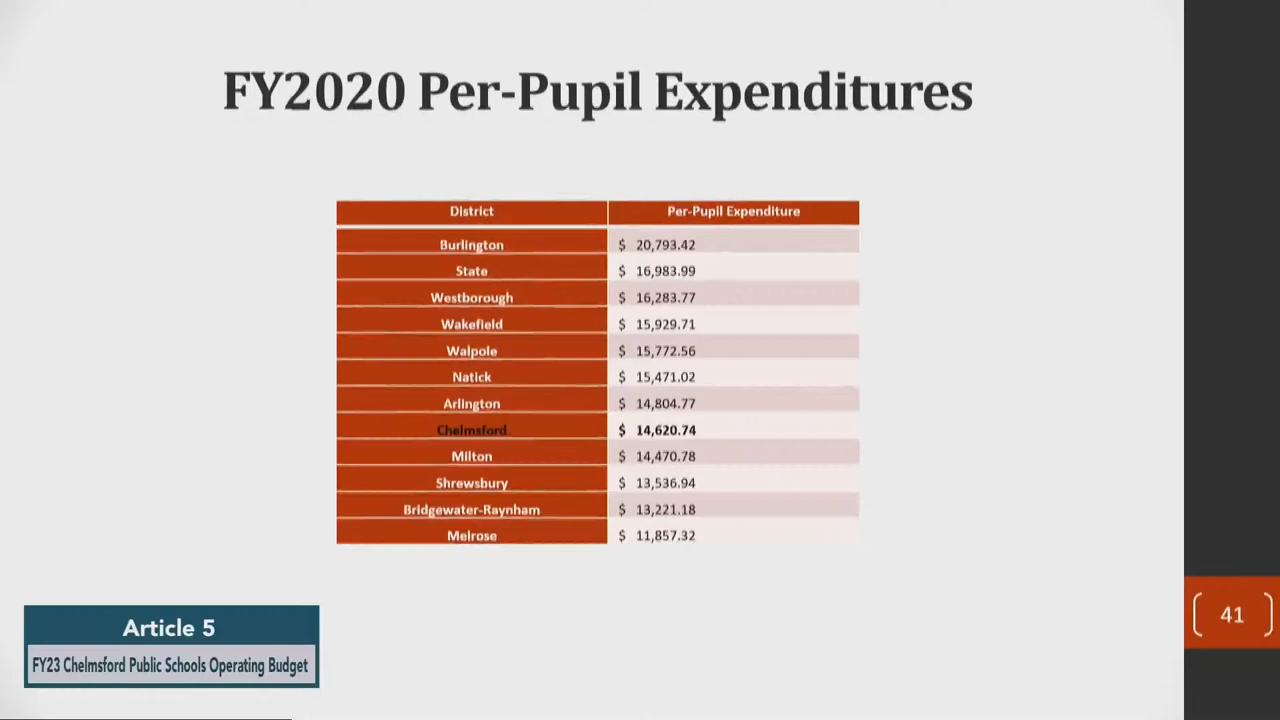 FY2020 Per-Pupil Expenditures
District Per-Pupil Expenditure
Burlington $ 20,793.42
State $ 16,983.99
Westborough $ 16,283.77
Wakefield $ 15,929.71
Walpole $ 15,772.56
Natick $ 15,471.02
Arlington $ 14,804.77
Chelmsford $ 14,620.74
Milton $ 14,470.78
Shrewsbury $ 13,536.94
Bridgewater-Raynham $ 13,221.18
Melrose $ 11,857.32
41
Article 5
FY23 Chelmsford Public Schools Operating Budget